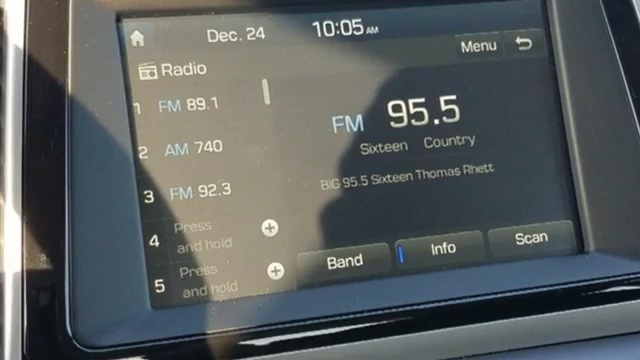 Dec. 24 10:05 AM
Menu
Radio
1 FM 89.1
2 AM 740
3 FM 92.3
4 Press and hold
5 Press and hold
FM 95.5
Sixteen Country
BIG 95.5 Sixteen Thomas Rhett
Band Info Scan